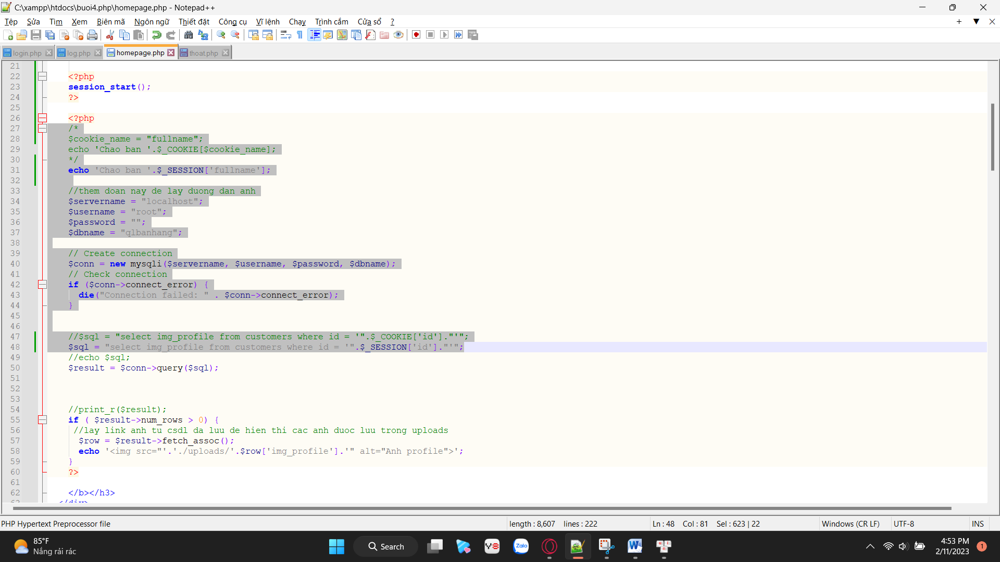 C:\xampp\htdocs\buoi4.php\homepage.php - Notepad++
Tệp Sửa Tìm Xem Biên mã Ngôn ngữ Thiết đặt Công cụ Vĩ lệnh Chạy Trình cắm Cửa sổ ?
login.php log.php homepage.php thoat.php
21
22 <?php
23 session_start();
24 ?>
25
26 <?php
27 /*
28 $cookie_name = "fullname";
29 echo 'Chao ban '.$_COOKIE[$cookie_name];
30 */
31 echo 'Chao ban '.$_SESSION['fullname'];
32
33 //them doan nay de lay duong dan anh
34 $servername = "localhost";
35 $username = "root";
36 $password = "";
37 $dbname = "qlbanhang";
38
39 // Create connection
40 $conn = new mysqli($servername, $username, $password, $dbname);
41 // Check connection
42 if ($conn->connect_error) {
43 die("Connection failed: " . $conn->connect_error);
44 }
45
46
47 //$sql = "select img_profile from customers where id = '".$_COOKIE['id']."'";
48 $sql = "select img_profile from customers where id = '".$_SESSION['id']."'";
49 //echo $sql;
50 $result = $conn->query($sql);
51
52
53
54 //print_r($result);
55 if ( $result->num_rows > 0) {
56 //lay link anh tu csdl da luu de hien thi cac anh duoc luu trong uploads
57 $row = $result->fetch_assoc();
58 echo '<img src="'.'./uploads/'.$row['img_profile'].'" alt="Anh profile">';
59 }
60 ?>
61
62 </b></h3>
63 </div>
PHP Hypertext Preprocessor file length : 8,607 lines : 222 Ln : 48 Col : 81 Sel : 623 | 22 Windows (CR LF) UTF-8 INS
85°F
Nắng rải rác
Search
Zalo
4:53 PM
2/11/2023
1